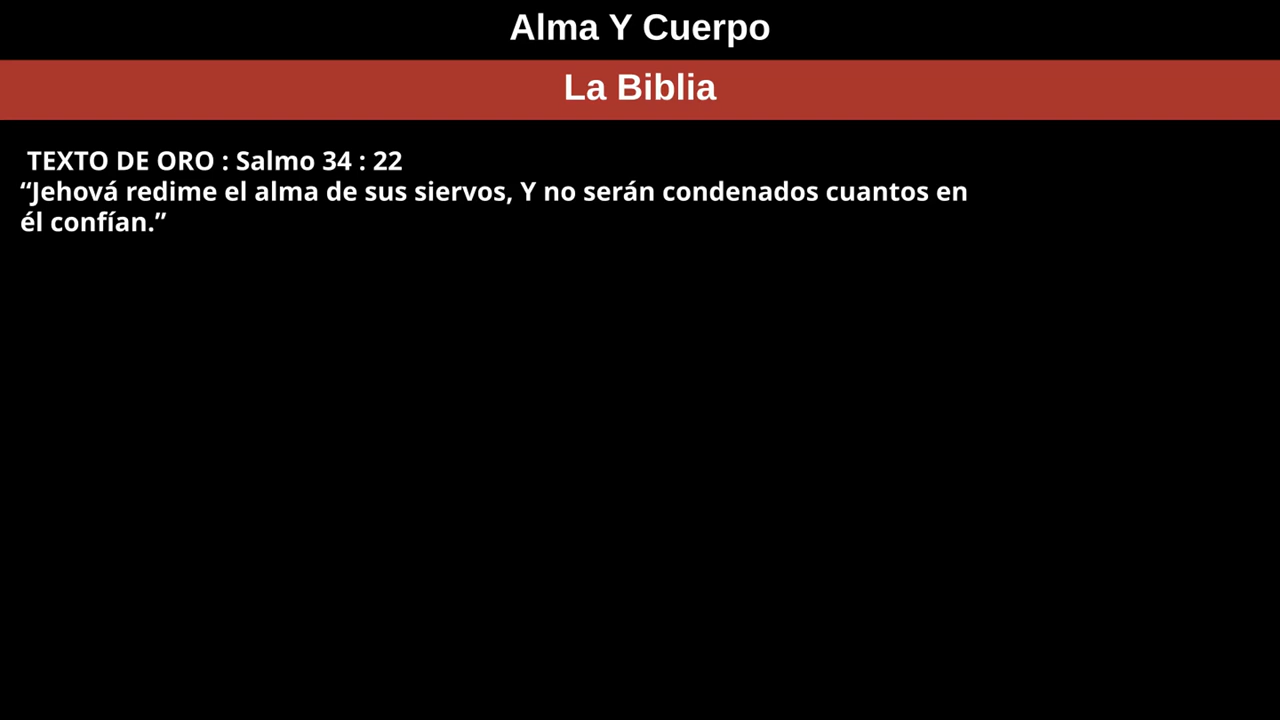 Alma Y Cuerpo
La Biblia
TEXTO DE ORO : Salmo 34 : 22
“Jehová redime el alma de sus siervos, Y no serán condenados cuantos en
él confían.”